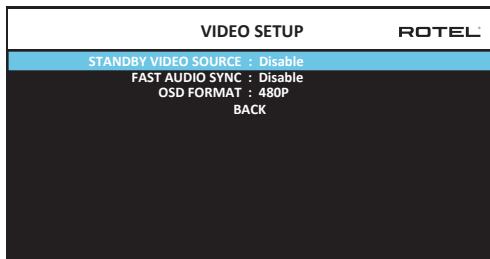 VIDEO SETUP ROTEL
STANDBY VIDEO SOURCE : Disable
FAST AUDIO SYNC : Disable
OSD FORMAT : 480P
BACK